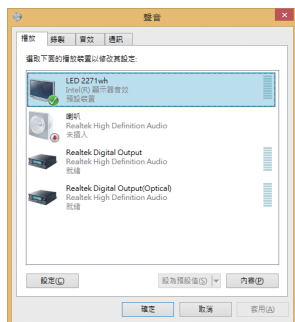 聲音
播放 錄製 音效 通訊
選取下面的播放裝置以修改其設定:
LED 2271wh
Intel(R) 顯示器音效
預設裝置
喇叭
Realtek High Definition Audio
未插入
Realtek Digital Output
Realtek High Definition Audio
就緒
Realtek Digital Output(Optical)
Realtek High Definition Audio
就緒
設定(C) 設為預設值(S) 內容(P)
確定 取消 套用(A)